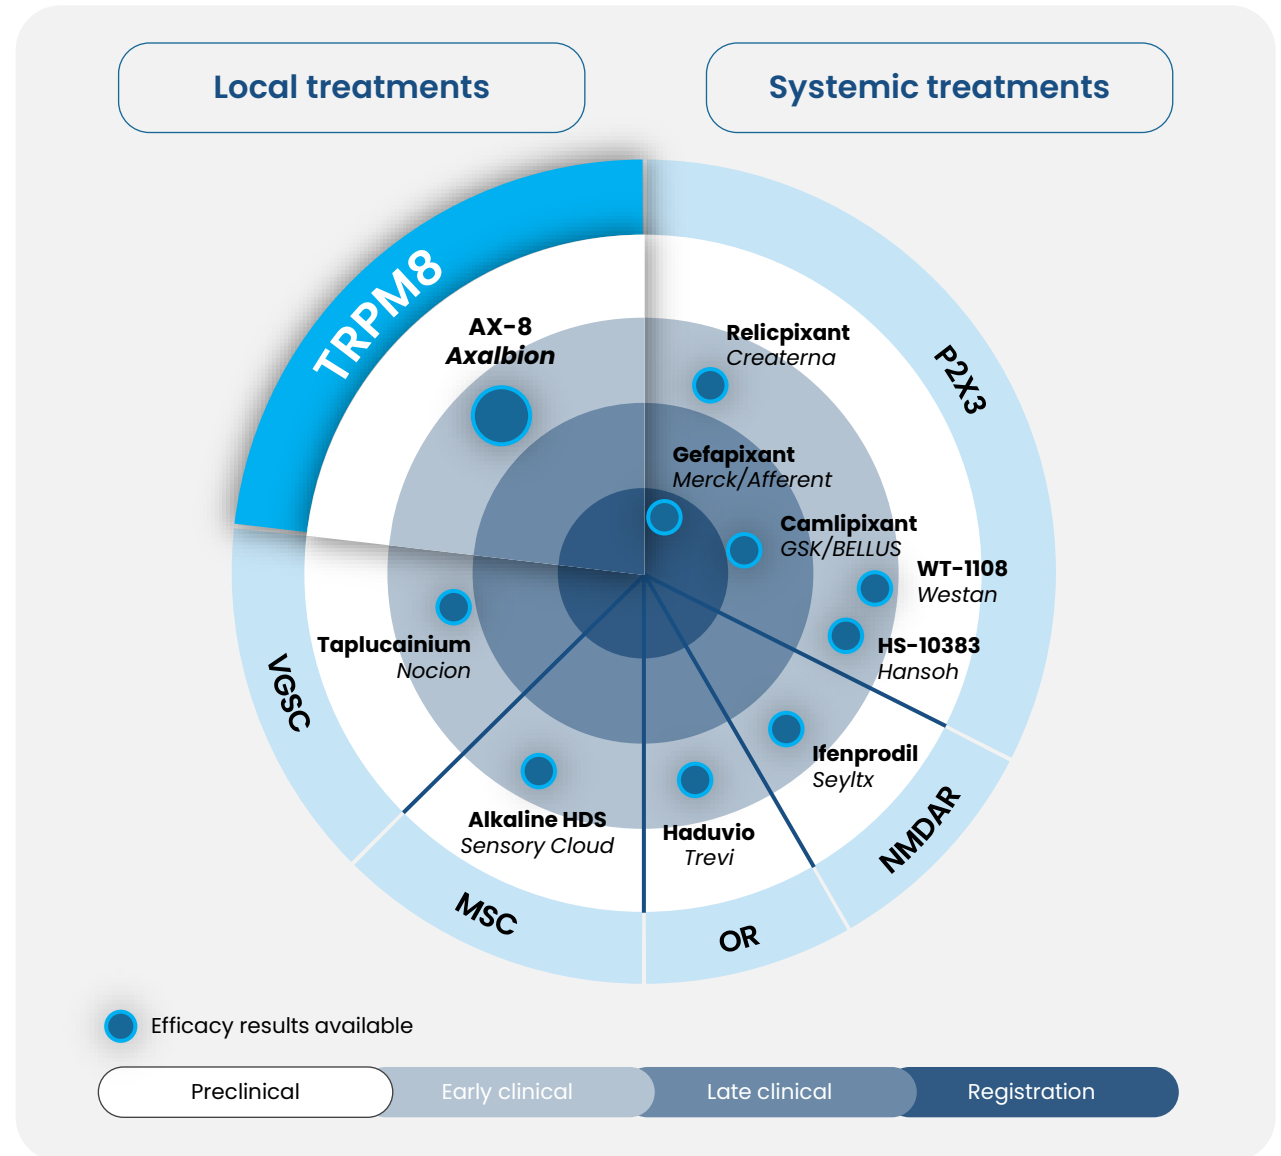 Local treatments
Systemic treatments
TRPM8
AX-8
Axalbion
Relicpixant
Createrna
P2X3
Gefapixant
Merck/Afferent
Camlipixant
GSK/BELLUS
WT-1108
Westan
HS-10383
Hansoh
Taplucainium
Nocion
VGSC
Ifenprodil
Seyltx
NMDAR
Alkaline HDS
Sensory Cloud
Haduvio
Trevi
MSC
OR
Efficacy results available
Preclinical
Early clinical
Late clinical
Registration